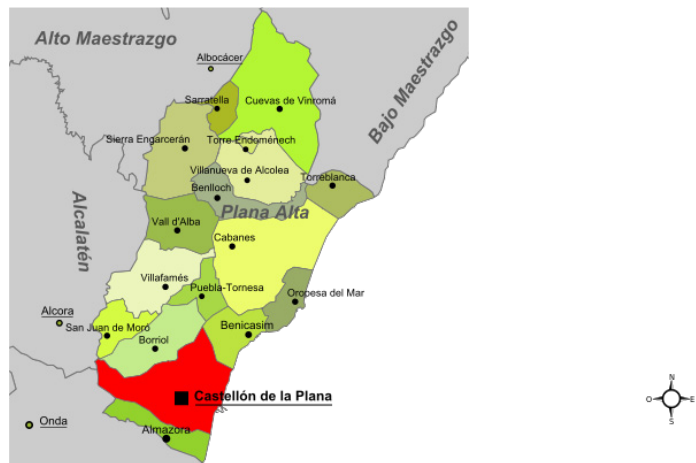 Alto Maestrazgo
Albocácer
Bajo Maestrazgo
Sarratella
Cuevas de Vinromá
Sierra Engarcerán
Torre Endoménech
Villanueva de Alcolea
Torreblanca
Benlloch
Alcalatén
Plana Alta
Vall d'Alba
Cabanes
Villafamés
Puebla-Tornesa
Oropesa del Mar
Alcora
San Juan de Moró
Benicasim
Borriol
Castellón de la Plana
Onda
Almazora
N
O
E
S